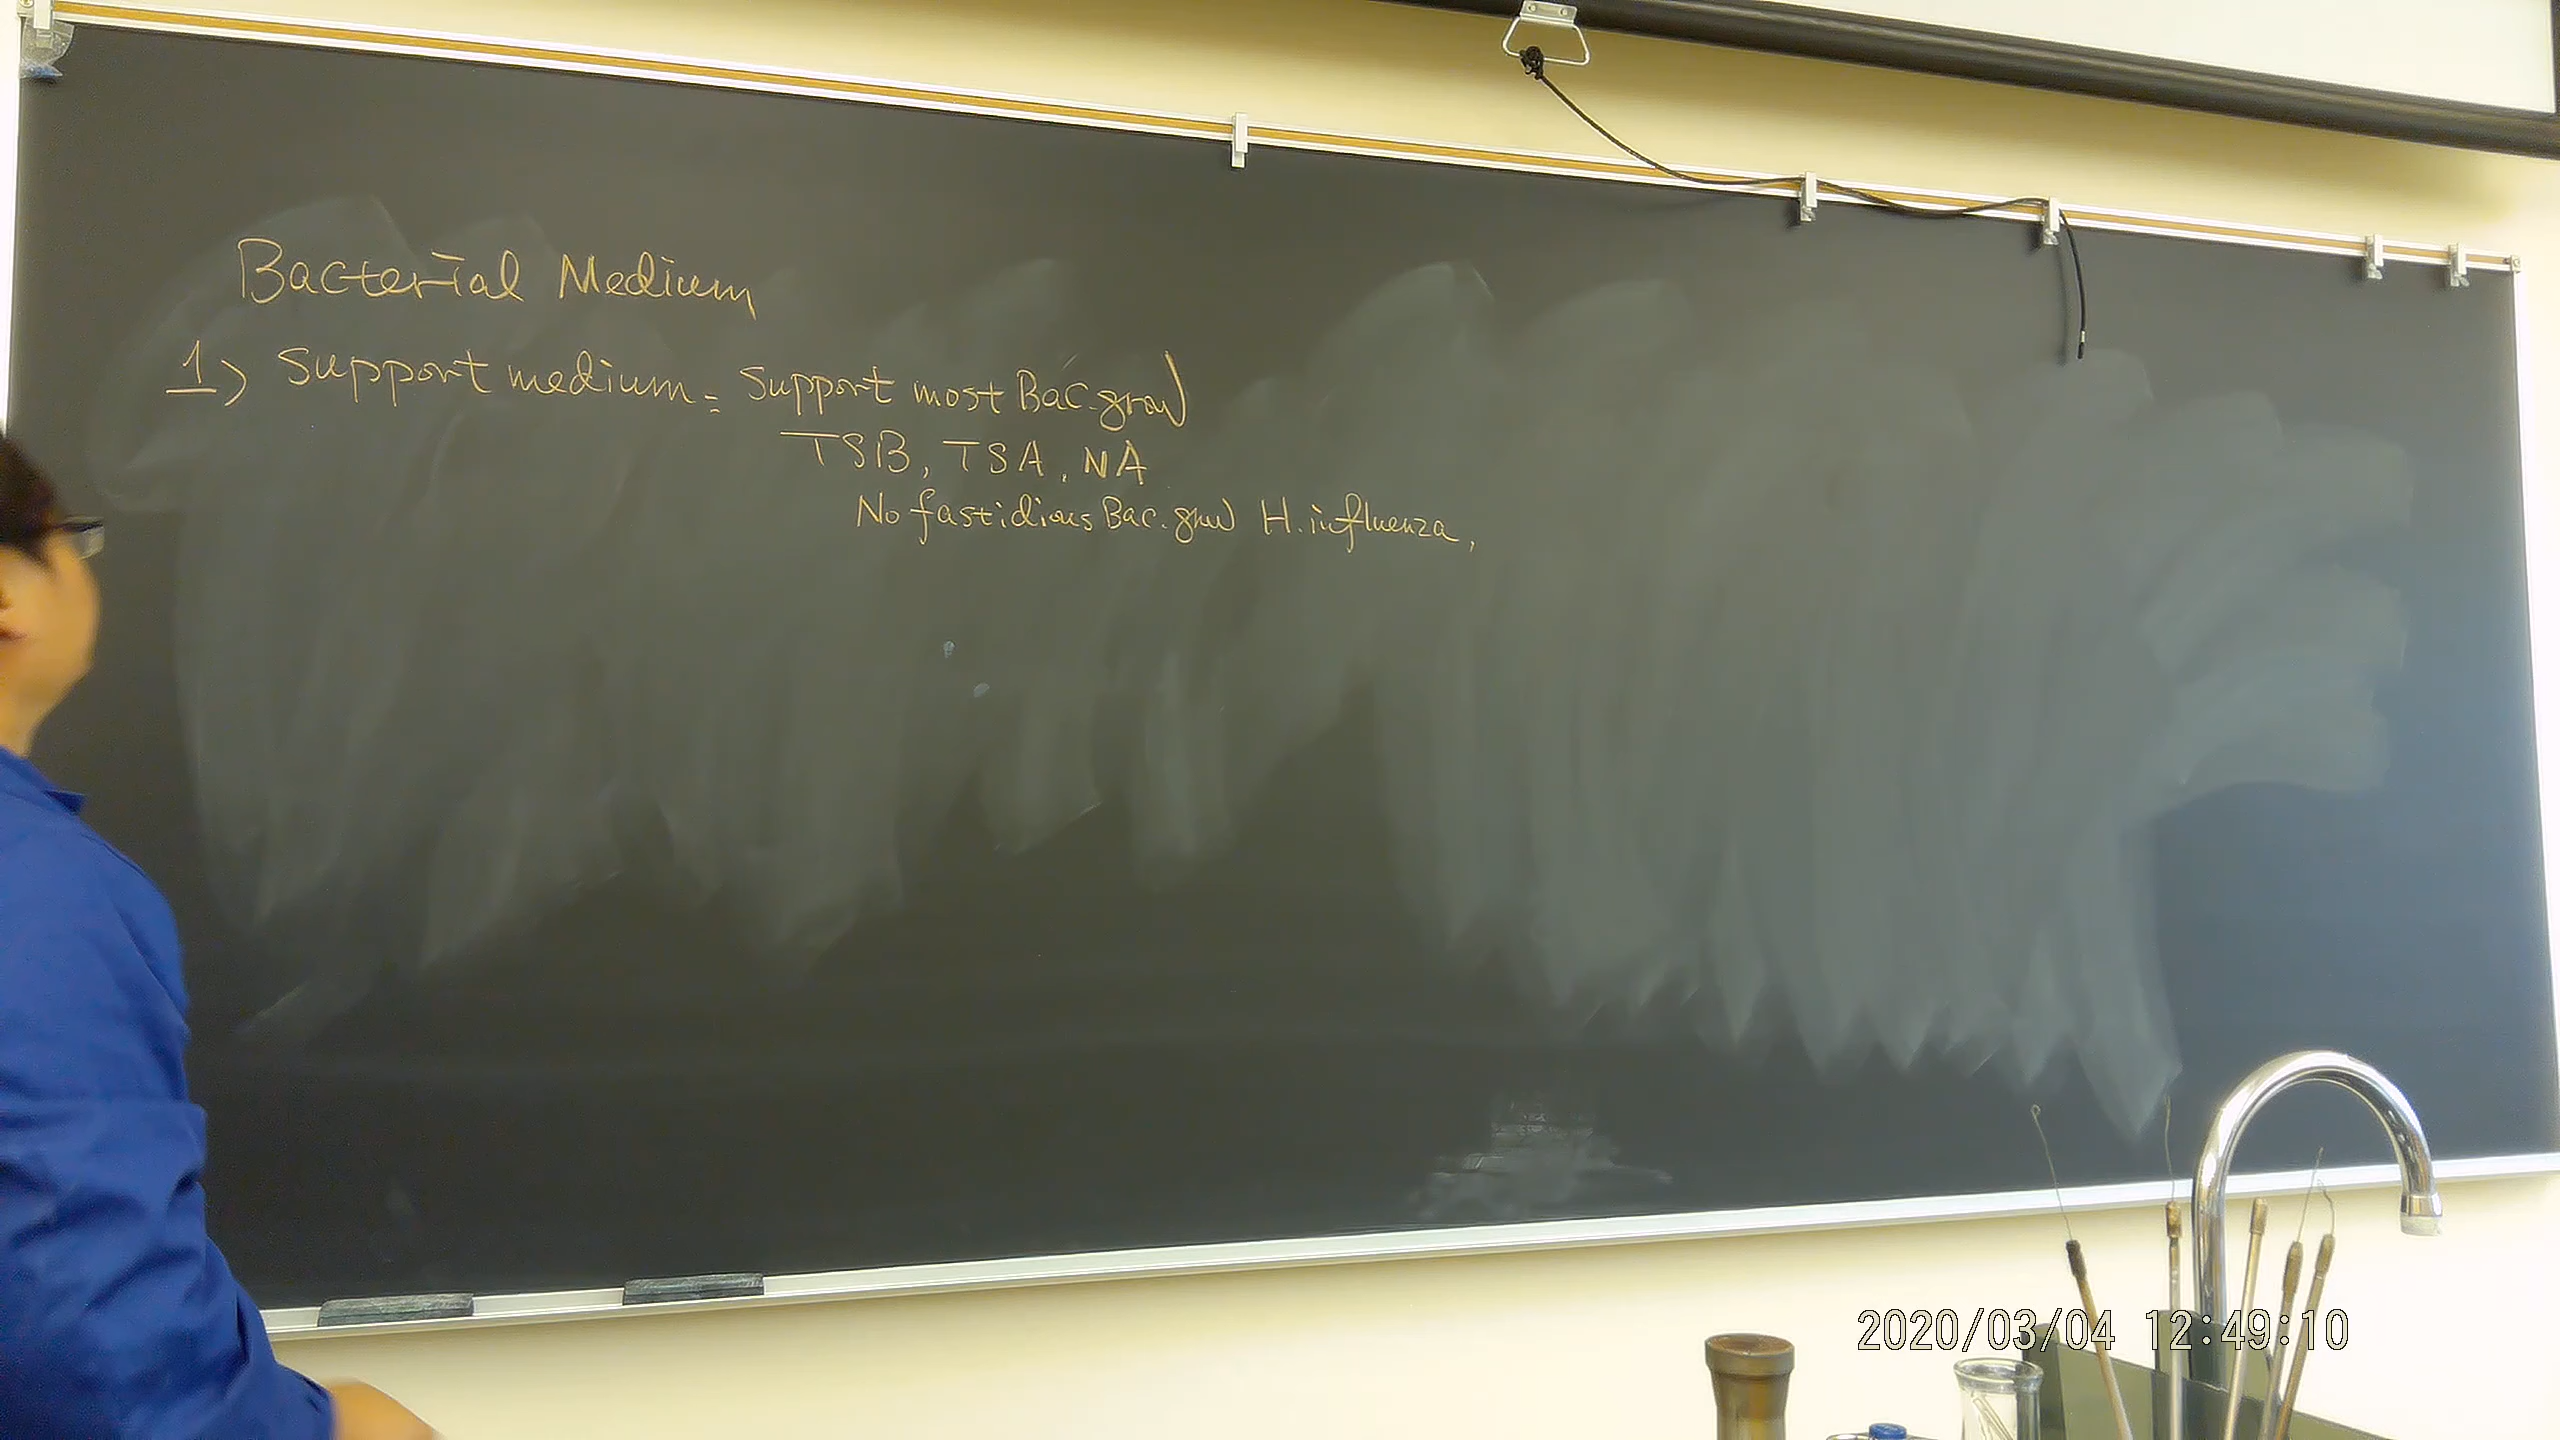 Bacterial Medium
1) Support medium = Support most Bac. grow
TSB, TSA, NA
No fastidious Bac. grow H. influenza,
2020/03/04 12:49:10